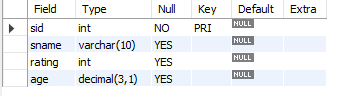 Field Type Null Key Default Extra
sid int NO PRI NULL
sname varchar(10) YES NULL
rating int YES NULL
age decimal(3,1) YES NULL